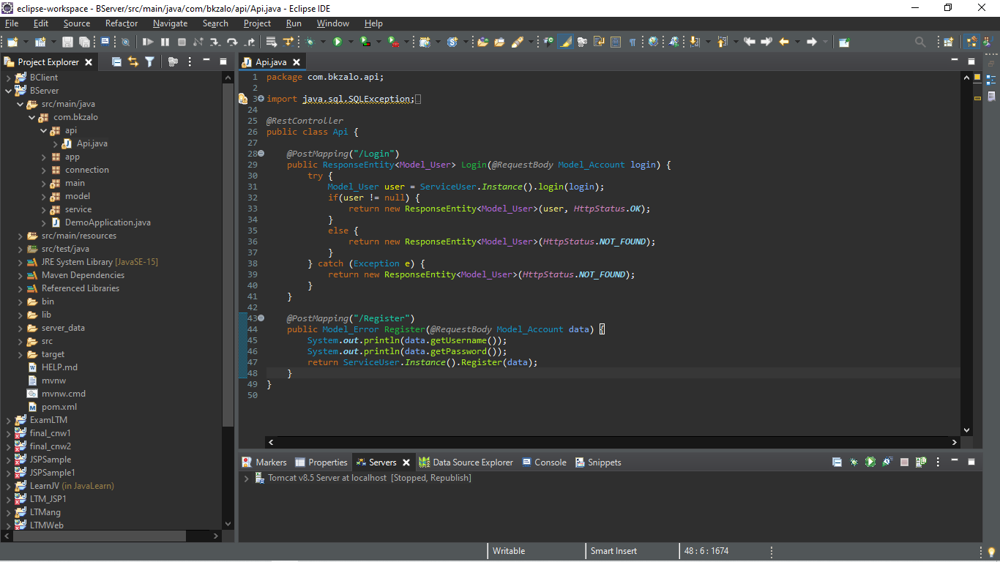 eclipse-workspace - BServer/src/main/java/com/bkzalo/api/Api.java - Eclipse IDE
File Edit Source Refactor Navigate Search Project Run Window Help
Project Explorer
BClient
BServer
src/main/java
com.bkzalo
api
Api.java
app
connection
main
model
service
DemoApplication.java
src/main/resources
src/test/java
JRE System Library [JavaSE-15]
Maven Dependencies
Referenced Libraries
bin
lib
server_data
src
target
HELP.md
mvnw
mvnw.cmd
pom.xml
ExamLTM
final_cnw1
final_cnw2
JSPSample
JSPSample1
LearnJV (in JavaLearn)
LTM_JSP1
LTMang
LTMWeb
Api.java
1 package com.bkzalo.api;
2
3 import java.sql.SQLException;
24
25 @RestController
26 public class Api {
27
28 @PostMapping("/Login")
29 public ResponseEntity<Model_User> Login(@RequestBody Model_Account login) {
30 try {
31 Model_User user = ServiceUser.Instance().login(login);
32 if(user != null) {
33 return new ResponseEntity<Model_User>(user, HttpStatus.OK);
34 }
35 else {
36 return new ResponseEntity<Model_User>(HttpStatus.NOT_FOUND);
37 }
38 } catch (Exception e) {
39 return new ResponseEntity<Model_User>(HttpStatus.NOT_FOUND);
40 }
41 }
42
43 @PostMapping("/Register")
44 public Model_Error Register(@RequestBody Model_Account data) {
45 System.out.println(data.getUsername());
46 System.out.println(data.getPassword());
47 return ServiceUser.Instance().Register(data);
48 }
49 }
50
Markers Properties Servers Data Source Explorer Console Snippets
Tomcat v8.5 Server at localhost [Stopped, Republish]
Writable Smart Insert 48 : 6 : 1674